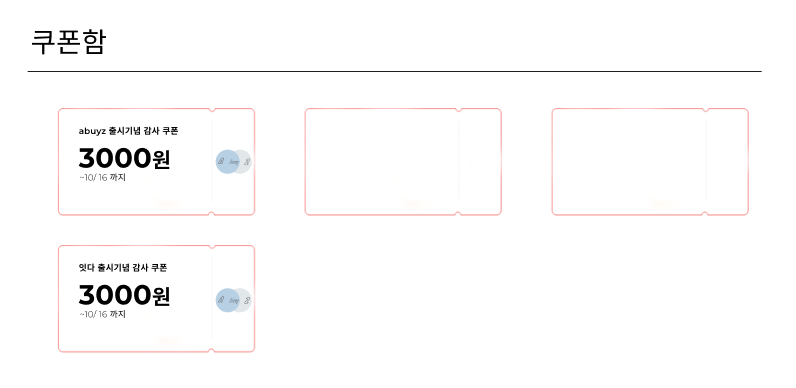 쿠폰함
abuyz 출시기념 감사 쿠폰
3000원
~10/ 16 까지
잇다 출시기념 감사 쿠폰
3000원
~10/ 16 까지